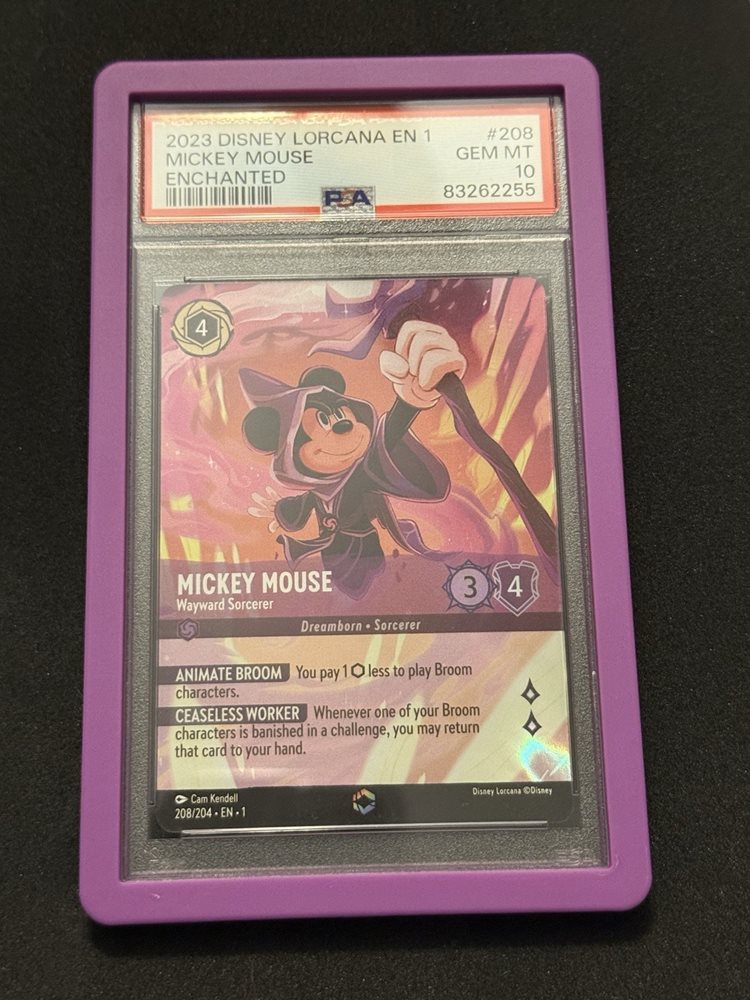 2023 DISNEY LORCANA EN 1 #208
MICKEY MOUSE GEM MT
ENCHANTED 10
PSA 83262255
4
MICKEY MOUSE
Wayward Sorcerer
3 4
Dreamborn • Sorcerer
ANIMATE BROOM You pay 1 ⬡ less to play Broom
characters.
CEASELESS WORKER Whenever one of your Broom
characters is banished in a challenge, you may return
that card to your hand.
Cam Kendell
208/204 • EN • 1
Disney Lorcana ©Disney